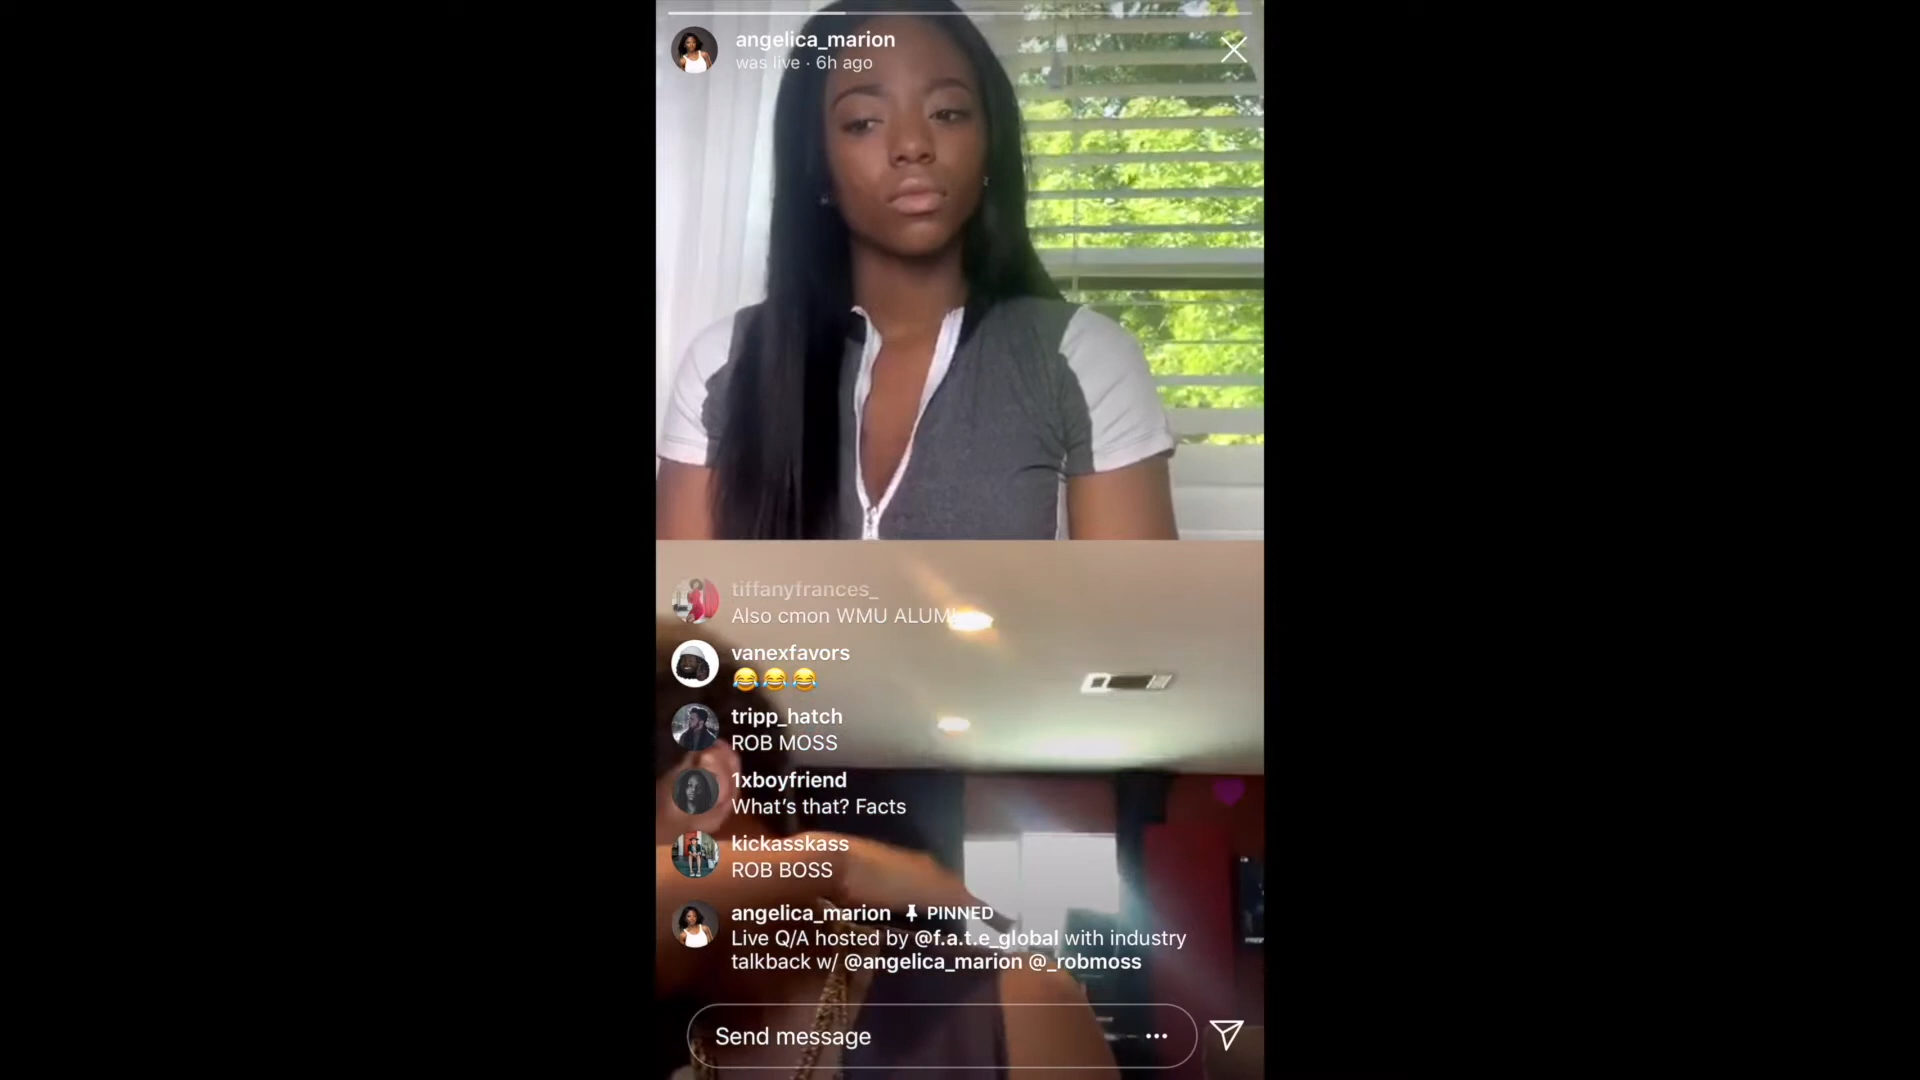 angelica_marion
was live · 6h ago
tiffanyfrances_
Also cmon WMU ALUM!
vanexfavors
😂😂😂
tripp_hatch
ROB MOSS
1xboyfriend
What’s that? Facts
kickasskass
ROB BOSS
angelica_marion PINNED
Live Q/A hosted by @f.a.t.e_global with industry
talkback w/ @angelica_marion @_robmoss
Send message